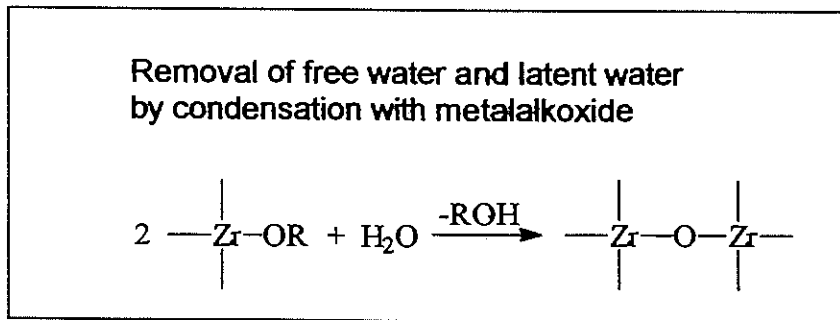 Removal of free water and latent water
by condensation with metalalkoxide
2 —Zr—OR + H₂O -ROH —Zr—O—Zr—